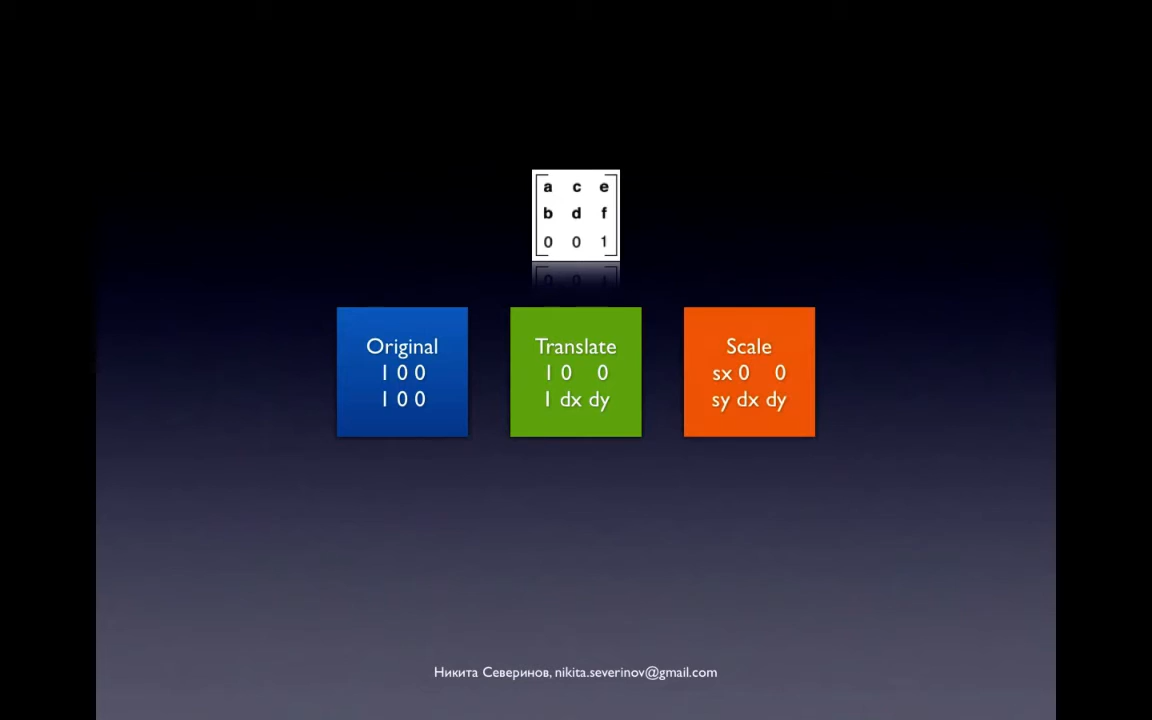 a c e
b d f
0 0 1
Original
1 0 0
1 0 0
Translate
1 0 0
1 dx dy
Scale
sx 0 0
sy dx dy
Никита Северинов, nikita.severinov@gmail.com